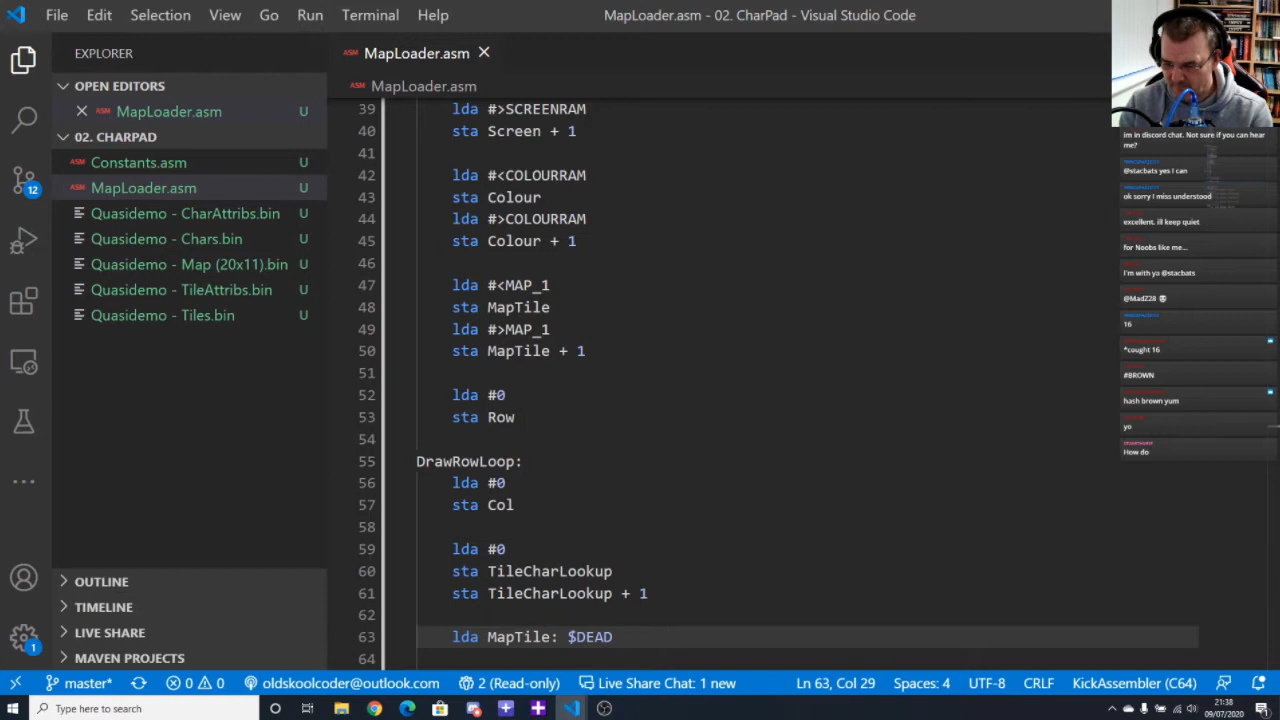 File Edit Selection View Go Run Terminal Help MapLoader.asm - 02. CharPad - Visual Studio Code
EXPLORER
OPEN EDITORS
ASM MapLoader.asm U
02. CHARPAD
ASM Constants.asm U
ASM MapLoader.asm U
Quasidemo - CharAttribs.bin U
Quasidemo - Chars.bin U
Quasidemo - Map (20x11).bin U
Quasidemo - TileAttribs.bin U
Quasidemo - Tiles.bin U
OUTLINE
TIMELINE
LIVE SHARE
MAVEN PROJECTS
12
1
ASM MapLoader.asm
ASM MapLoader.asm
39 lda #>SCREENRAM
40 sta Screen + 1
41
42 lda #<COLOURRAM
43 sta Colour
44 lda #>COLOURRAM
45 sta Colour + 1
46
47 lda #<MAP_1
48 sta MapTile
49 lda #>MAP_1
50 sta MapTile + 1
51
52 lda #0
53 sta Row
54
55 DrawRowLoop:
56 lda #0
57 sta Col
58
59 lda #0
60 sta TileCharLookup
61 sta TileCharLookup + 1
62
63 lda MapTile: $DEAD
64
im in discord chat. Not sure if you can hear
me?
@stacbats yes I can
ok sorry I miss understood
excellent. ill keep quiet
for Noobs like me...
I'm with ya @stacbats
@MadZ28
16
*cought 16
#BROWN
hash brown yum
yo
How do
master* 0 0 oldskoolcoder@outlook.com 2 (Read-only) Live Share Chat: 1 new Ln 63, Col 29 Spaces: 4 UTF-8 CRLF KickAssembler (C64)
Type here to search
21:38
09/07/2020